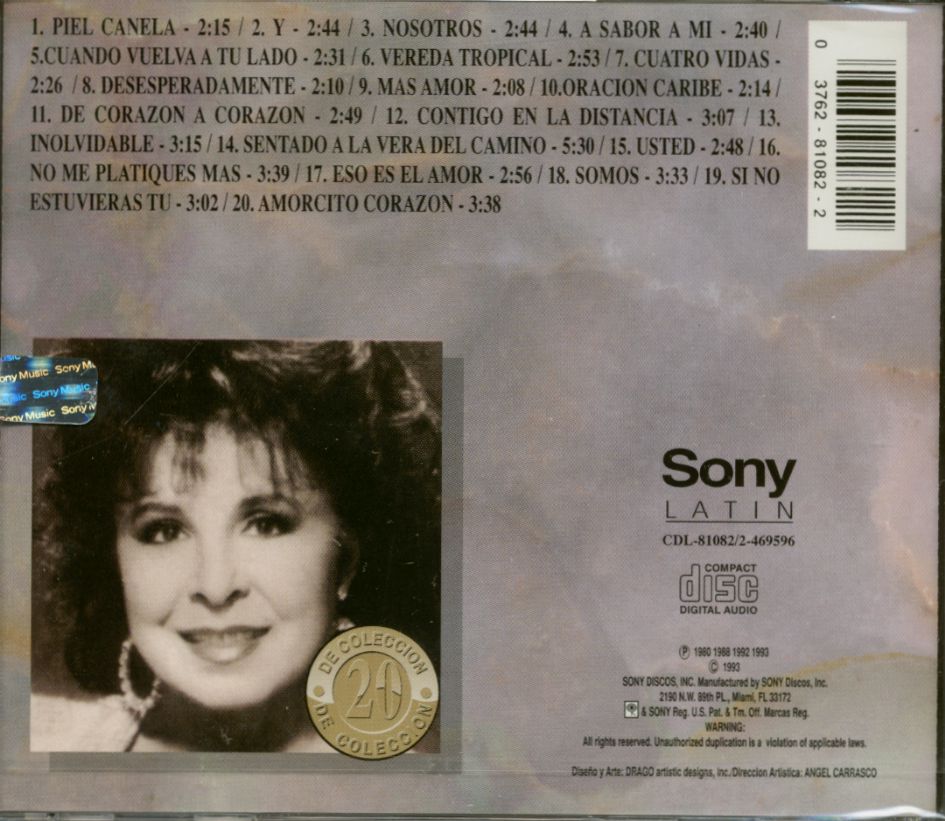 1. PIEL CANELA - 2:15 / 2. Y - 2:44 / 3. NOSOTROS - 2:44 / 4. A SABOR A MI - 2:40 /
5.CUANDO VUELVA A TU LADO - 2:31 / 6. VEREDA TROPICAL - 2:53 / 7. CUATRO VIDAS -
2:26 / 8. DESESPERADAMENTE - 2:10 / 9. MAS AMOR - 2:08 / 10.ORACION CARIBE - 2:14 /
11. DE CORAZON A CORAZON - 2:49 / 12. CONTIGO EN LA DISTANCIA - 3:07 / 13.
INOLVIDABLE - 3:15 / 14. SENTADO A LA VERA DEL CAMINO - 5:30 / 15. USTED - 2:48 / 16.
NO ME PLATIQUES MAS - 3:39 / 17. ESO ES EL AMOR - 2:56 / 18. SOMOS - 3:33 / 19. SI NO
ESTUVIERAS TU - 3:02 / 20. AMORCITO CORAZON - 3:38
0 3762 - 81082 - 2
usic
ony Music Sony Mu
sic Sony Music
Sony Music Sony M
DE COLECCION
20
DE COLECCION
Sony
LATIN
CDL-81082/2-469596
COMPACT
disc
DIGITAL AUDIO
Ⓟ 1980 1988 1992 1993
© 1993
SONY DISCOS, INC. Manufactured by SONY Discos, Inc.
2190 N.W. 89th PL., Miami, FL 33172
& SONY Reg. U.S. Pat. & Tm. Off. Marcas Reg.
WARNING:
All rights reserved. Unauthorized duplication is a violation of applicable laws.
Diseño y Arte: DRAGO artistic designs, inc./Direccion Artistica: ANGEL CARRASCO